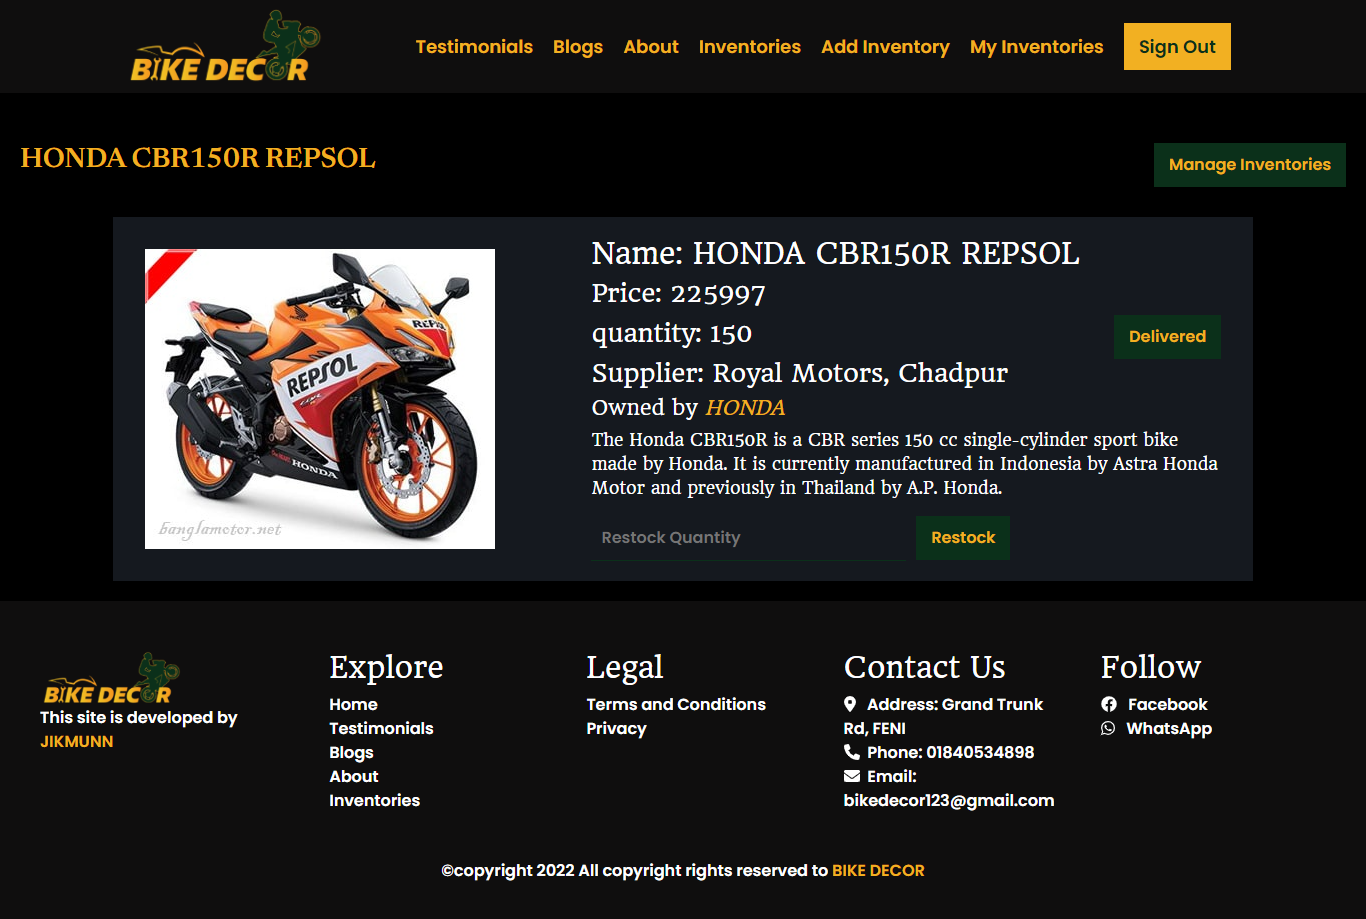 BIKE DECOR
Testimonials
Blogs
About
Inventories
Add Inventory
My Inventories
Sign Out
HONDA CBR150R REPSOL
Manage Inventories
REPSOL
REPSOL
CBR
HONDA
banglamotor.net
Name: HONDA CBR150R REPSOL
Price: 225997
quantity: 150
Supplier: Royal Motors, Chadpur
Owned by HONDA
The Honda CBR150R is a CBR series 150 cc single-cylinder sport bike
made by Honda. It is currently manufactured in Indonesia by Astra Honda
Motor and previously in Thailand by A.P. Honda.
Delivered
Restock Quantity
Restock
BIKE DECOR
This site is developed by
JIKMUNN
Explore
Home
Testimonials
Blogs
About
Inventories
Legal
Terms and Conditions
Privacy
Contact Us
Address: Grand Trunk
Rd, FENI
Phone: 01840534898
Email:
bikedecor123@gmail.com
Follow
Facebook
WhatsApp
©copyright 2022 All copyright rights reserved to BIKE DECOR